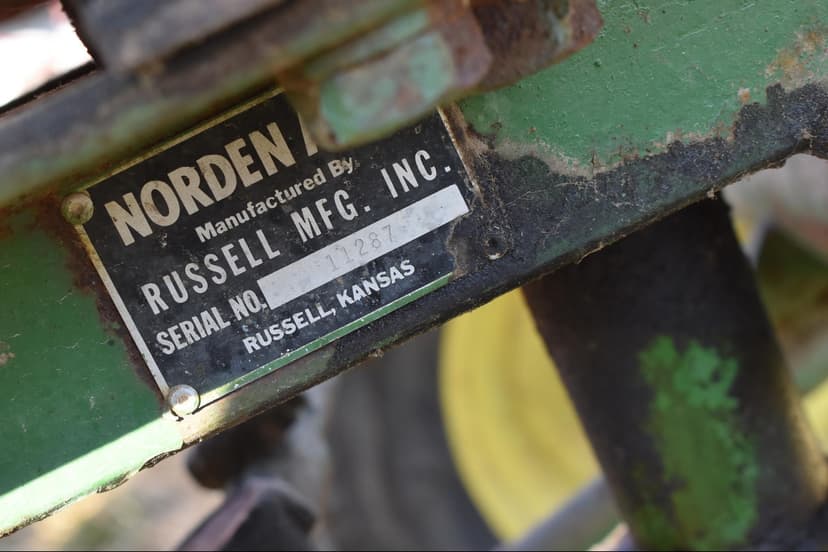 NORDEN
Manufactured By
RUSSELL MFG. INC.
SERIAL NO. 11287
RUSSELL, KANSAS